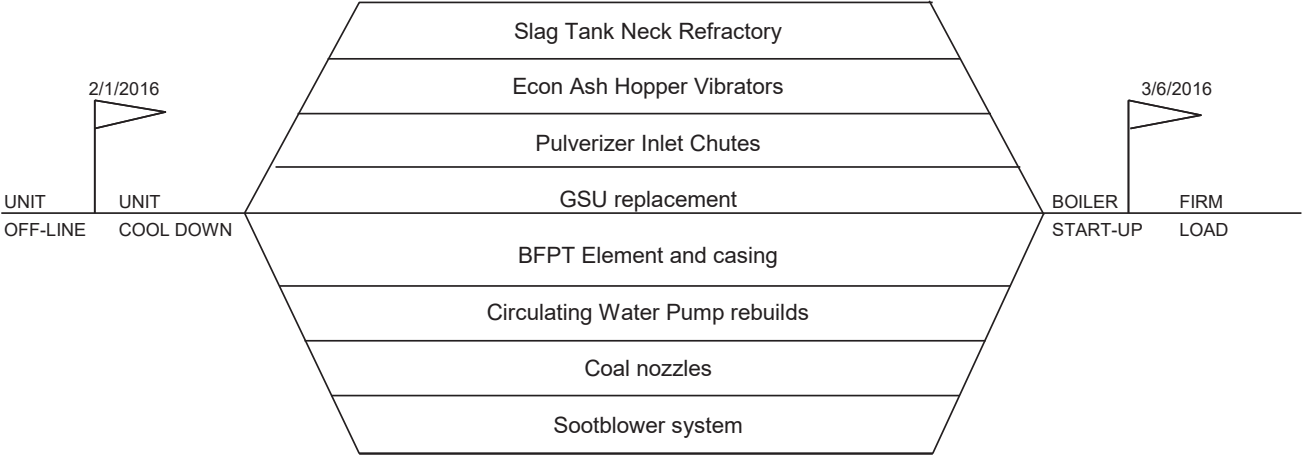 Slag Tank Neck Refractory
Econ Ash Hopper Vibrators
2/1/2016
3/6/2016
Pulverizer Inlet Chutes
GSU replacement
UNIT
UNIT
BOILER
FIRM
OFF-LINE
COOL DOWN
START-UP
LOAD
BFPT Element and casing
Circulating Water Pump rebuilds
Coal nozzles
Sootblower system